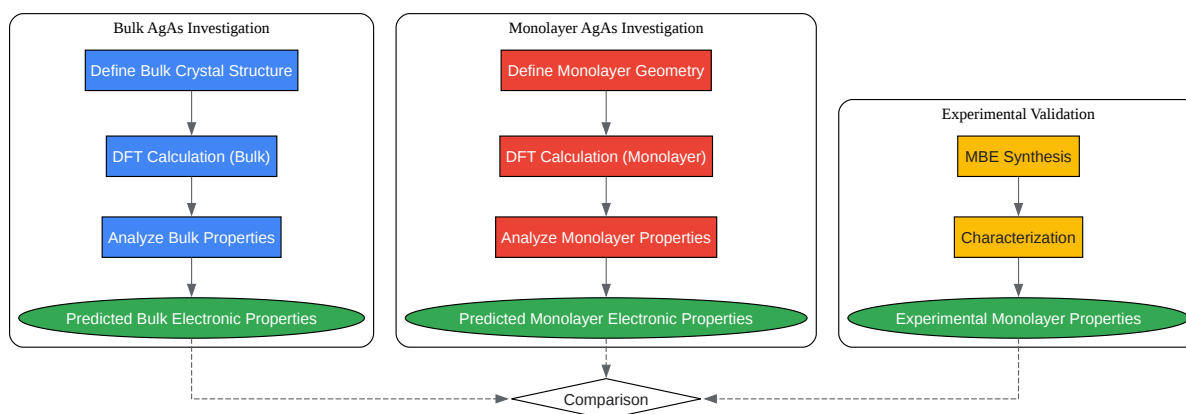 Bulk AgAs Investigation
Define Bulk Crystal Structure
DFT Calculation (Bulk)
Analyze Bulk Properties
Predicted Bulk Electronic Properties
Monolayer AgAs Investigation
Define Monolayer Geometry
DFT Calculation (Monolayer)
Analyze Monolayer Properties
Predicted Monolayer Electronic Properties
Experimental Validation
MBE Synthesis
Characterization
Experimental Monolayer Properties
Comparison